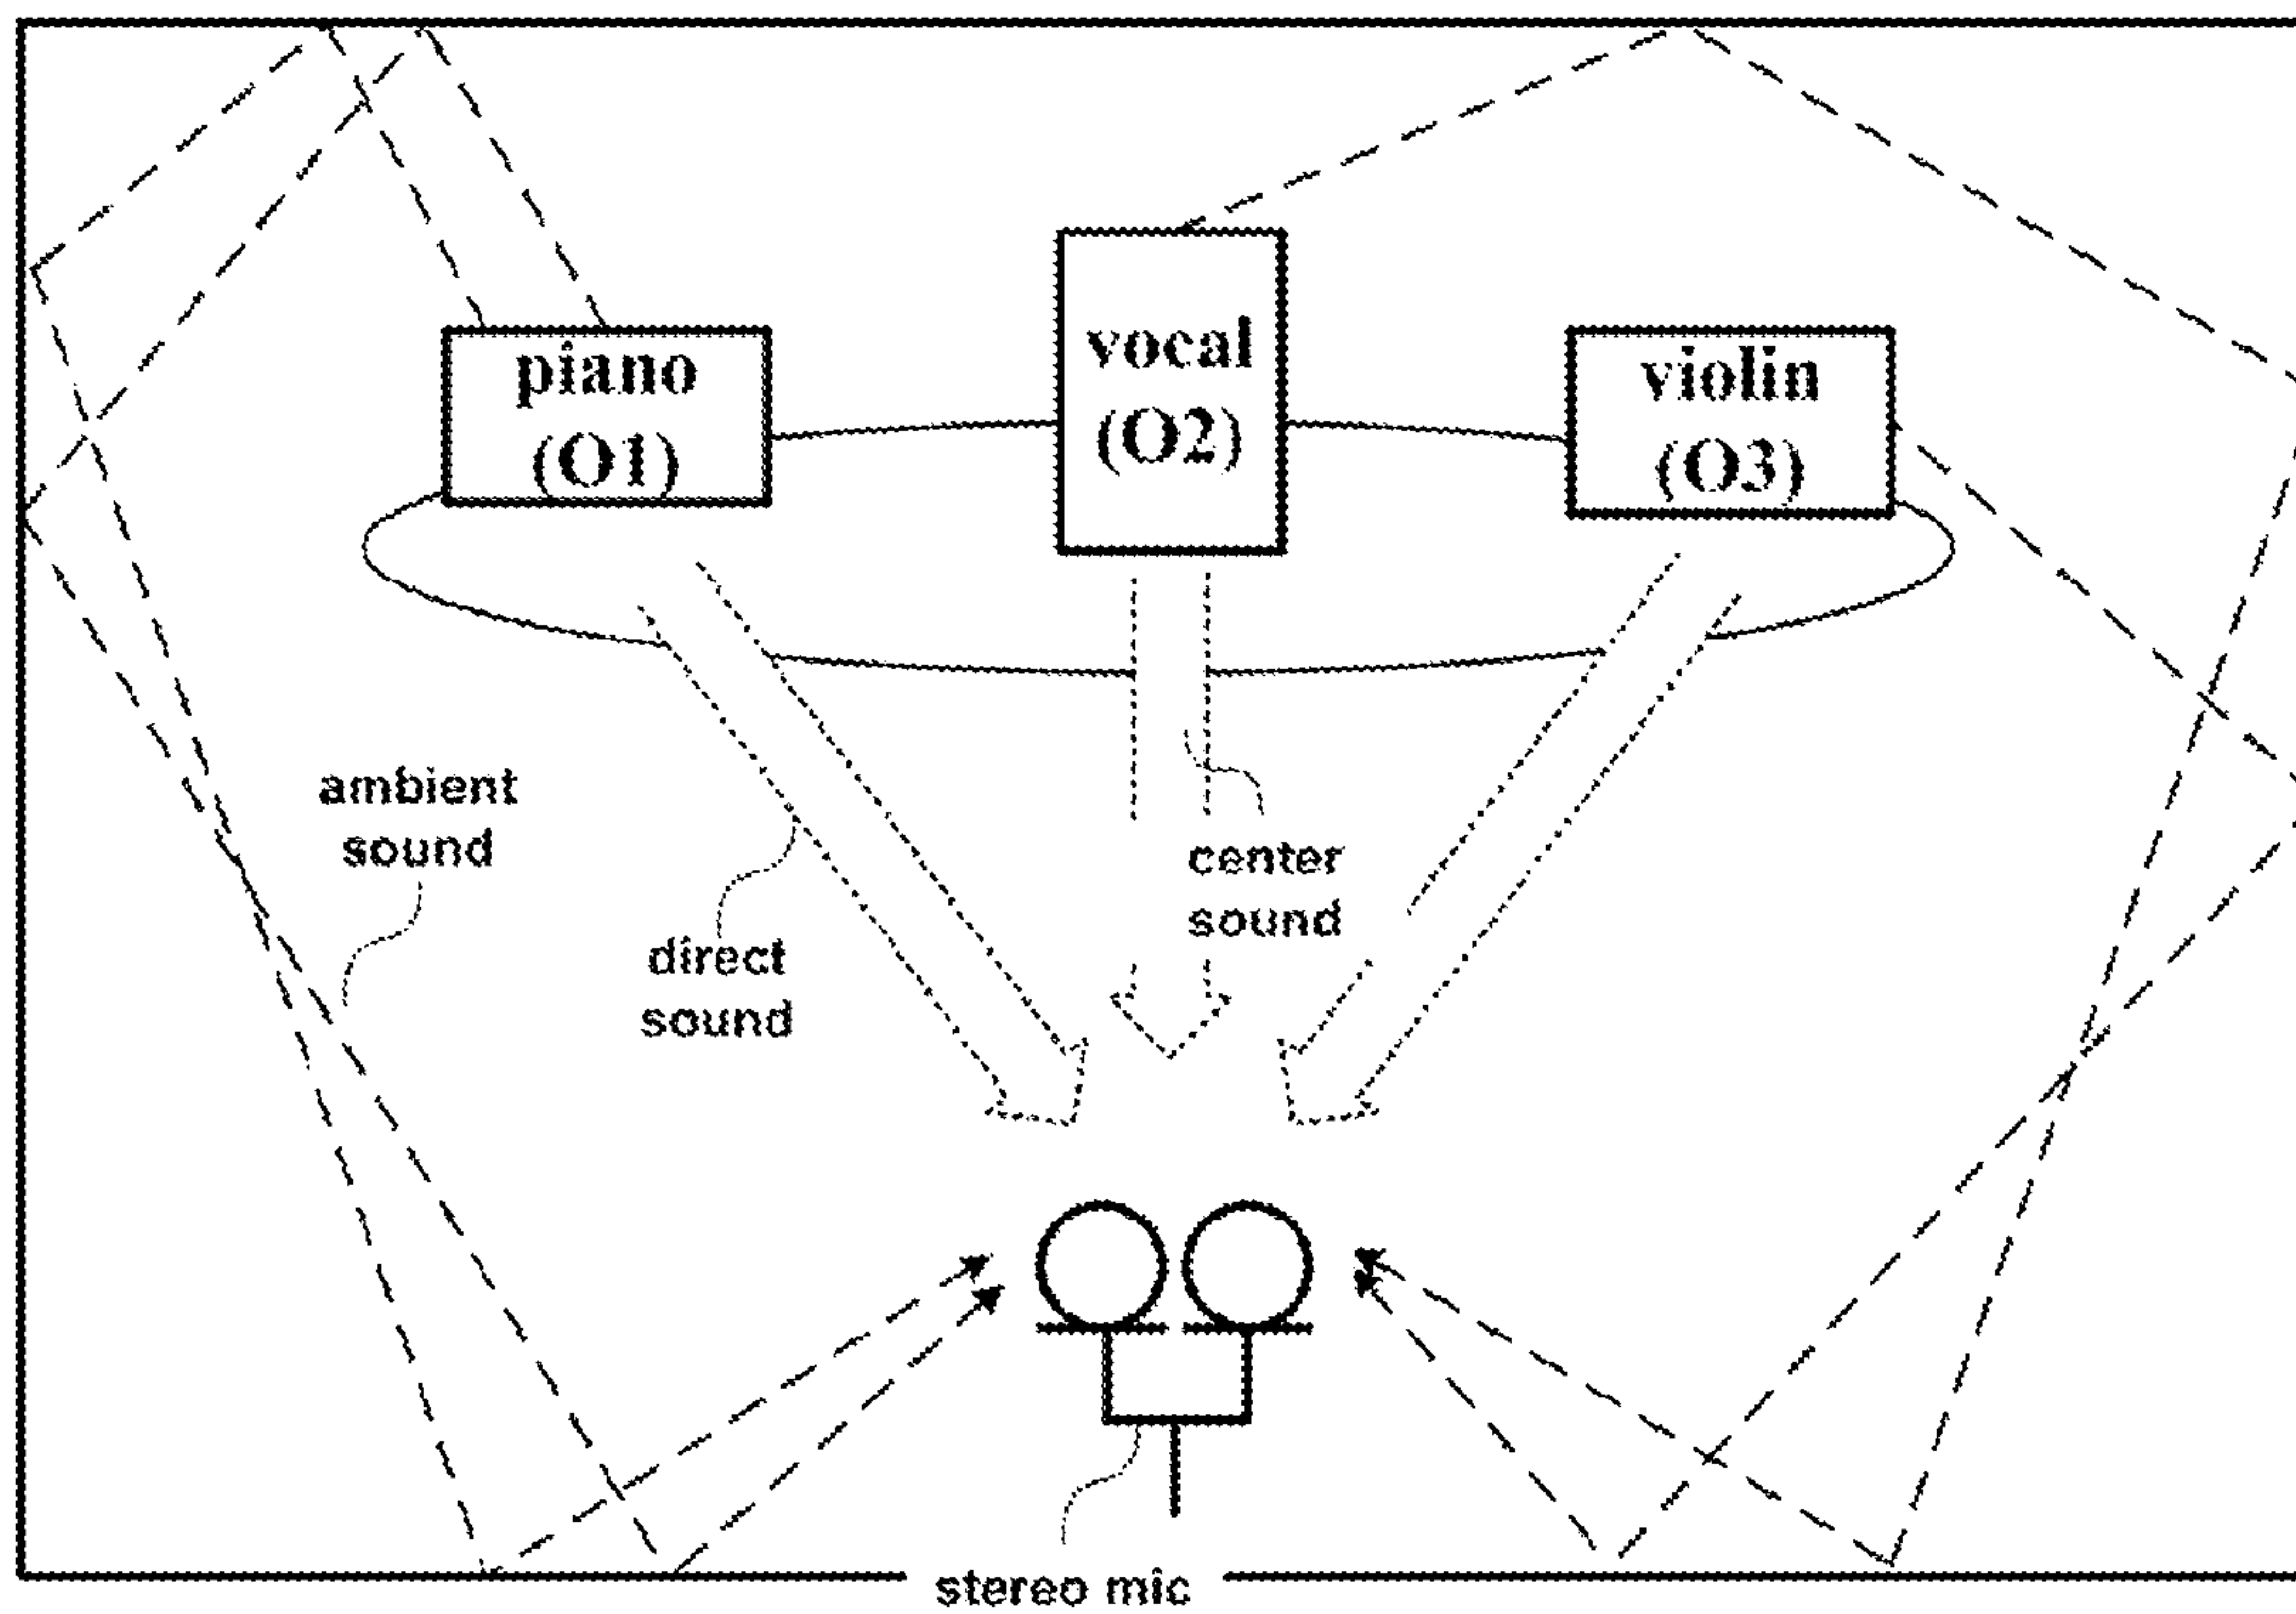 piano
(O1)
vocal
(O2)
violin
(O3)
ambient
sound
direct
sound
center
sound
stereo mic